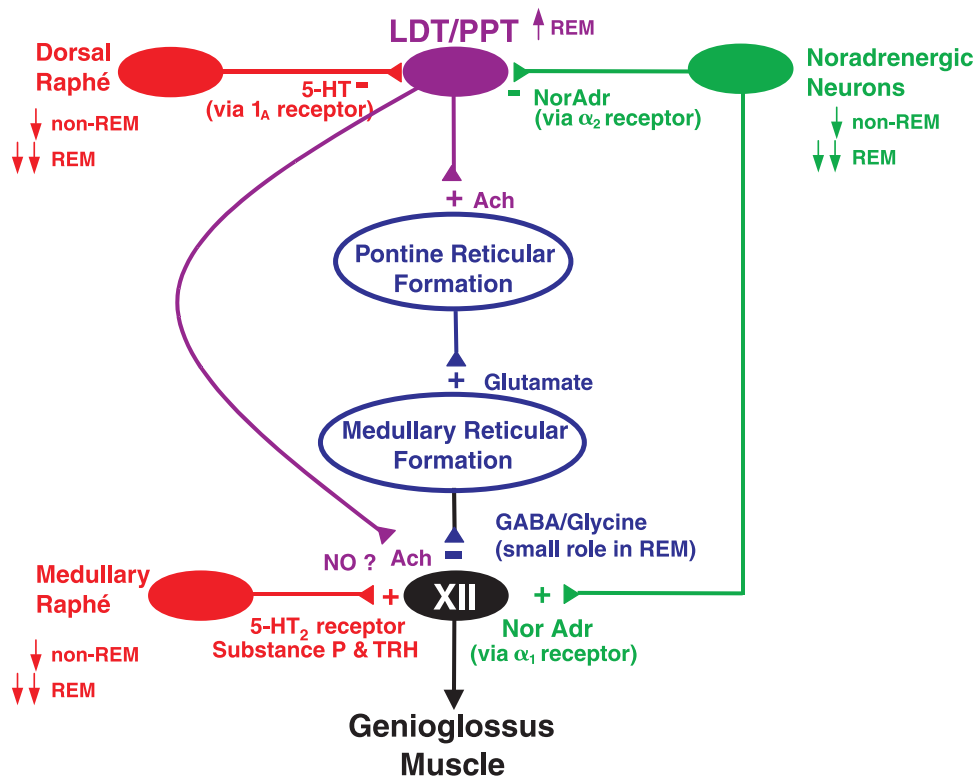 LDT/PPT ↑ REM
Dorsal
Raphé
↓ non-REM
↓↓ REM
5-HT -
(via 1A receptor)
- NorAdr
(via α2 receptor)
Noradrenergic
Neurons
↓ non-REM
↓↓ REM
+ Ach
Pontine Reticular
Formation
+ Glutamate
Medullary Reticular
Formation
GABA/Glycine
(small role in REM)
-
NO ? Ach
Medullary
Raphé
↓ non-REM
↓↓ REM
+
5-HT2 receptor
Substance P & TRH
XII
+
Nor Adr
(via α1 receptor)
Genioglossus
Muscle